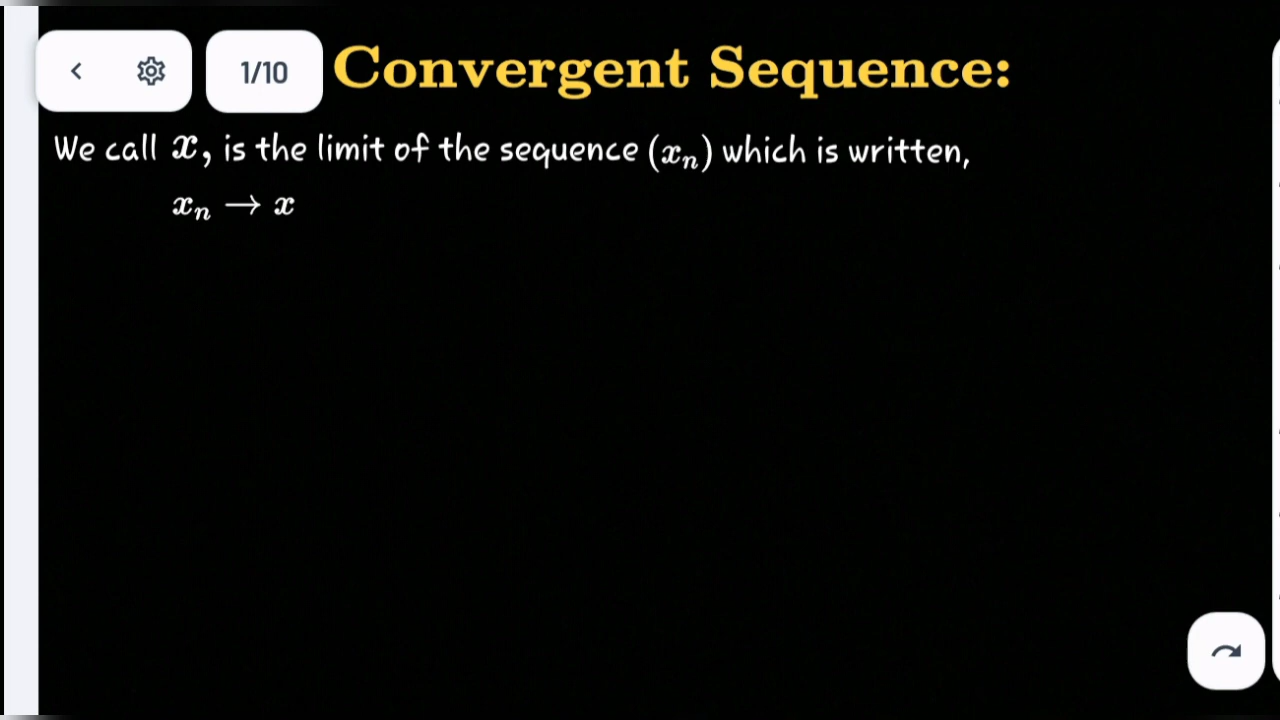 1/10
Convergent Sequence:
We call x, is the limit of the sequence (xₙ) which is written,
xₙ → x